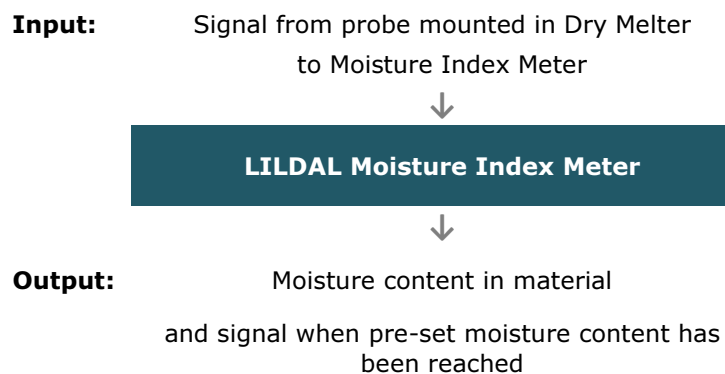 Input: Signal from probe mounted in Dry Melter
to Moisture Index Meter
LILDAL Moisture Index Meter
Output: Moisture content in material
and signal when pre-set moisture content has
been reached